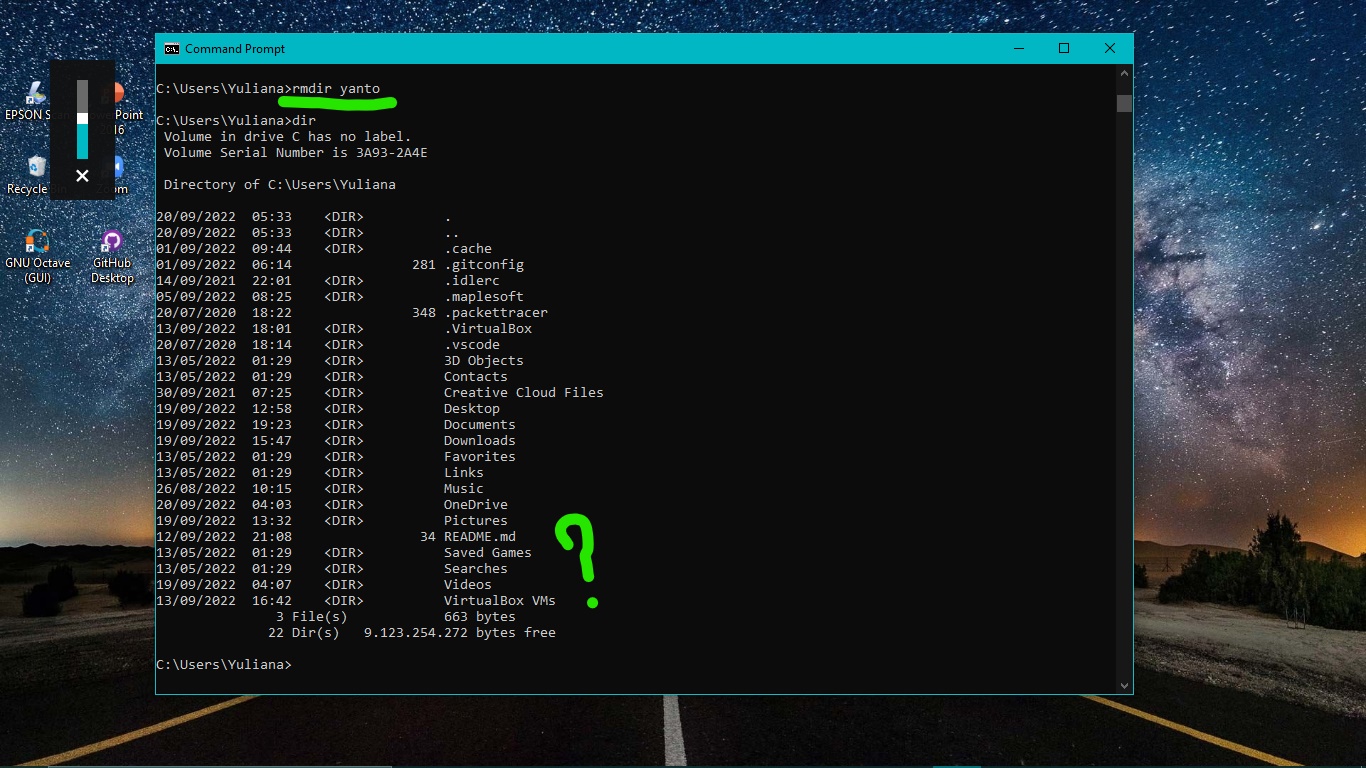 Command Prompt
C:\Users\Yuliana>rmdir yanto
C:\Users\Yuliana>dir
Volume in drive C has no label.
Volume Serial Number is 3A93-2A4E
Directory of C:\Users\Yuliana
20/09/2022 05:33 <DIR> .
20/09/2022 05:33 <DIR> ..
01/09/2022 09:44 <DIR> .cache
01/09/2022 06:14 281 .gitconfig
14/09/2021 22:01 <DIR> .idlerc
05/09/2022 08:25 <DIR> .maplesoft
20/07/2020 18:22 348 .packettracer
13/09/2022 18:01 <DIR> .VirtualBox
20/07/2020 18:14 <DIR> .vscode
13/05/2022 01:29 <DIR> 3D Objects
13/05/2022 01:29 <DIR> Contacts
30/09/2021 07:25 <DIR> Creative Cloud Files
19/09/2022 12:58 <DIR> Desktop
19/09/2022 19:23 <DIR> Documents
19/09/2022 15:47 <DIR> Downloads
13/05/2022 01:29 <DIR> Favorites
13/05/2022 01:29 <DIR> Links
26/08/2022 10:15 <DIR> Music
20/09/2022 04:03 <DIR> OneDrive
19/09/2022 13:32 <DIR> Pictures
12/09/2022 21:08 34 README.md
13/05/2022 01:29 <DIR> Saved Games
13/05/2022 01:29 <DIR> Searches
19/09/2022 04:07 <DIR> Videos
13/09/2022 16:42 <DIR> VirtualBox VMs
3 File(s) 663 bytes
22 Dir(s) 9.123.254.272 bytes free
C:\Users\Yuliana>
?
EPSON
Recycle
GNU Octave
(GUI)
GitHub
Desktop